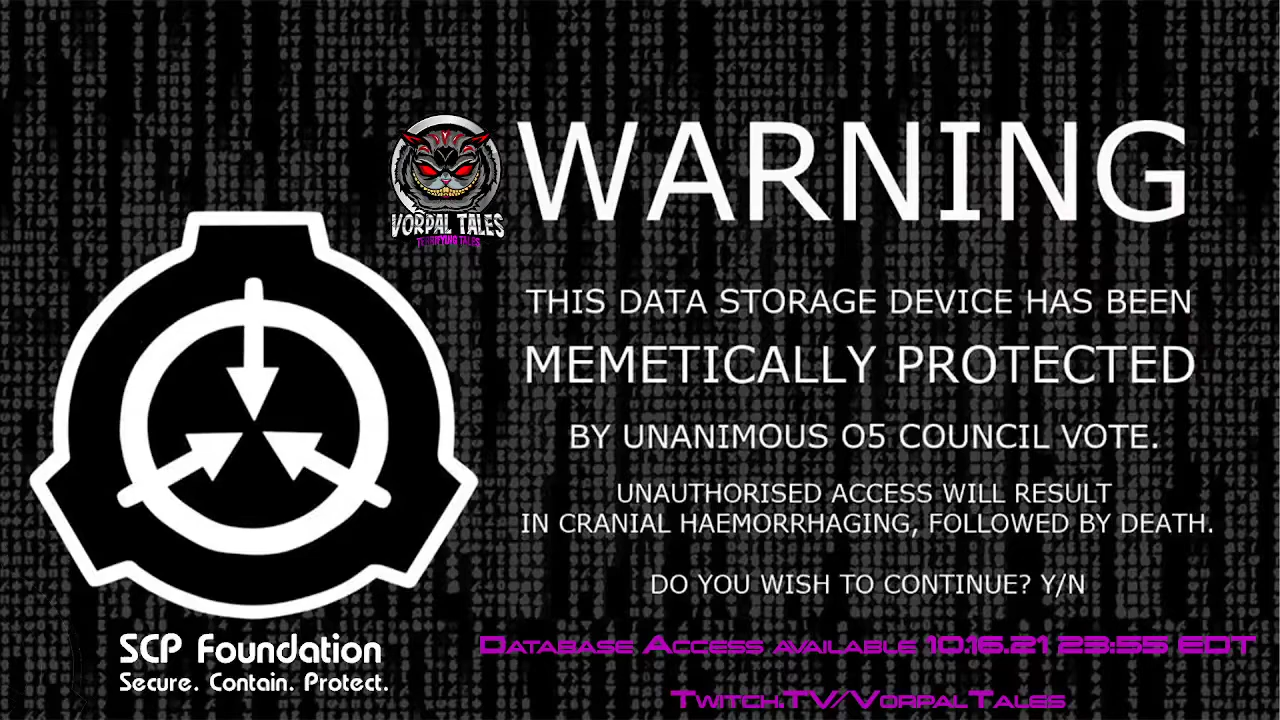 WARNING
VORPAL TALES
TERRIFYING TALES
THIS DATA STORAGE DEVICE HAS BEEN
MEMETICALLY PROTECTED
BY UNANIMOUS O5 COUNCIL VOTE.
UNAUTHORISED ACCESS WILL RESULT
IN CRANIAL HAEMORRHAGING, FOLLOWED BY DEATH.
DO YOU WISH TO CONTINUE? Y/N
SCP Foundation
Secure. Contain. Protect.
Database Access available 10.16.21 23:55 EDT
Twitch.TV/VorpalTales